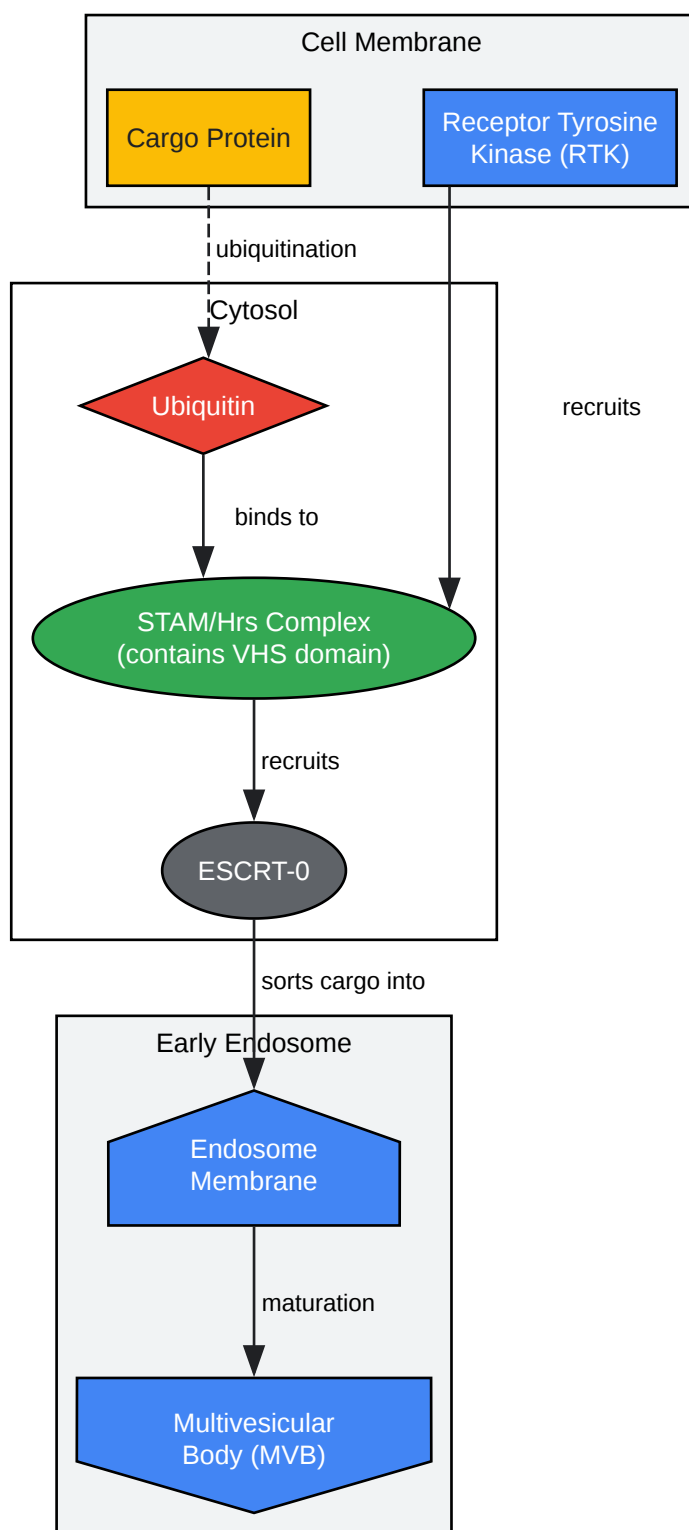 Cell Membrane
Cargo Protein
Receptor Tyrosine
Kinase (RTK)
ubiquitination
Cytosol
Ubiquitin
recruits
binds to
STAM/Hrs Complex
(contains VHS domain)
recruits
ESCRT-0
sorts cargo into
Early Endosome
Endosome
Membrane
maturation
Multivesicular
Body (MVB)